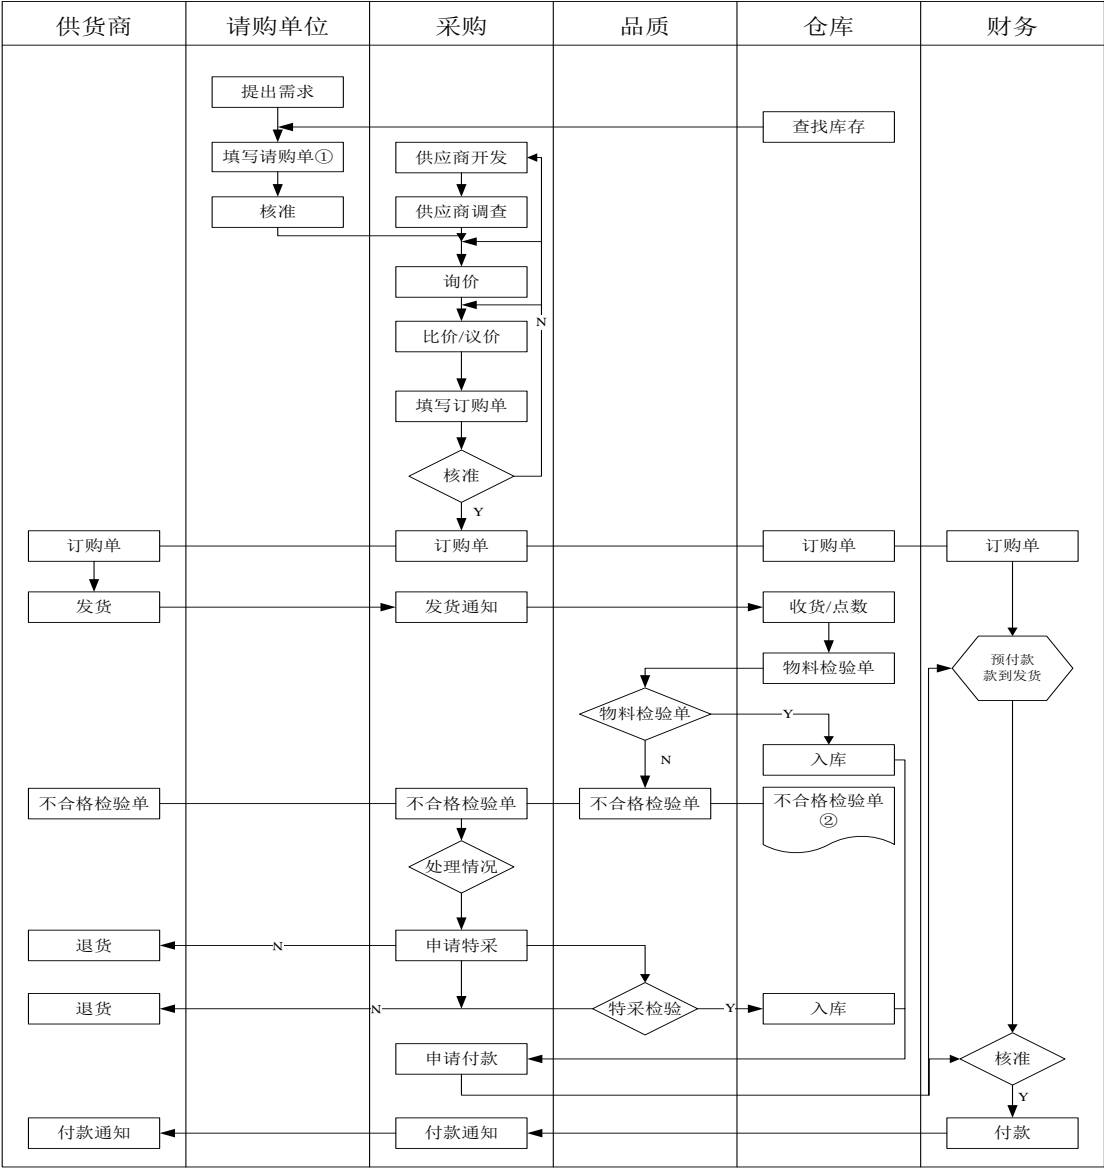 供货商
请购单位
采购
品质
仓库
财务
提出需求
查找库存
填写请购单①
供应商开发
核准
供应商调查
询价
N
比价/议价
填写订购单
核准
Y
订购单
订购单
订购单
订购单
发货
发货通知
收货/点数
物料检验单
预付款
款到发货
物料检验单
Y
N
入库
不合格检验单
不合格检验单
不合格检验单
不合格检验单
②
处理情况
退货
N
申请特采
退货
N
特采检验
Y
入库
申请付款
核准
Y
付款通知
付款通知
付款